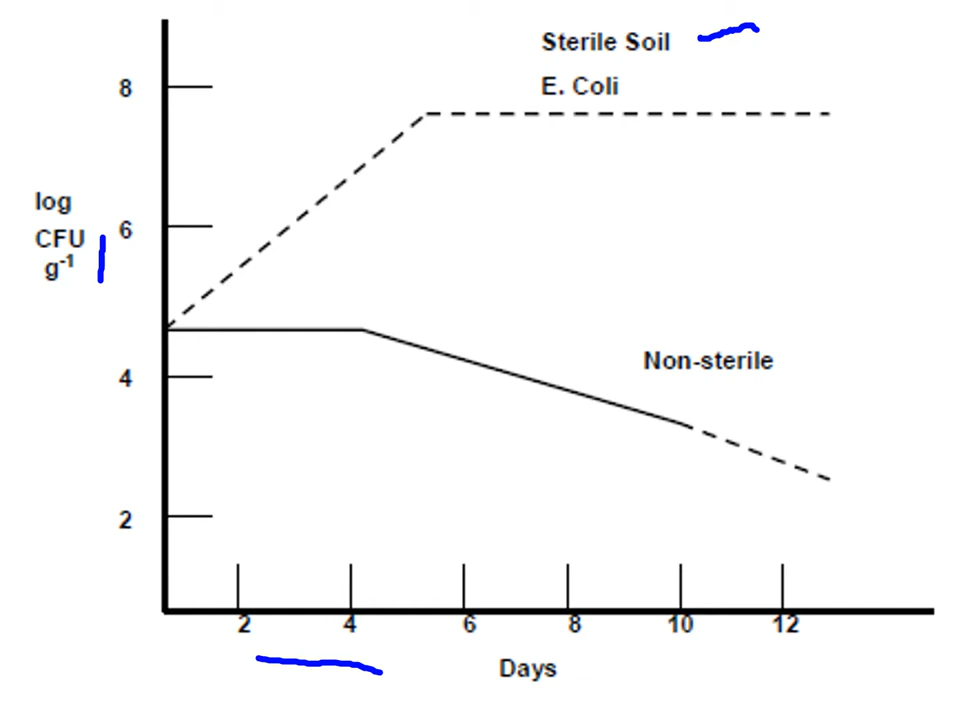 Sterile Soil
E. Coli
8
log
CFU
g-1
6
Non-sterile
4
2
2 4 6 8 10 12
Days